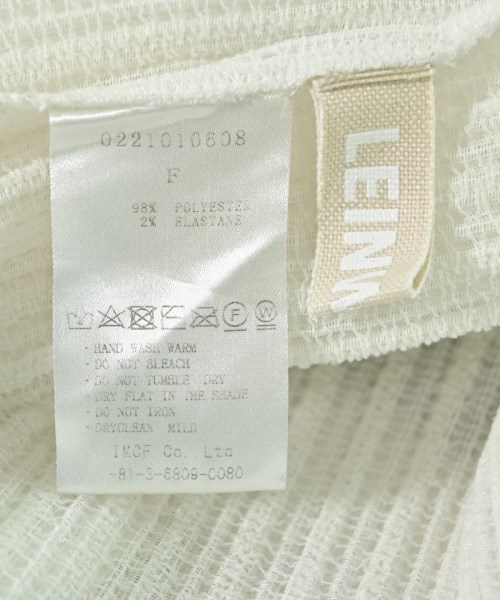 0221010608
F
98% POLYESTER
2% ELASTANE
F W
· HAND WASH WARM
· DO NOT BLEACH
· DO NOT TUMBLE DRY
· DRY FLAT IN THE SHADE
· DO NOT IRON
· DRYCLEAN MILD
IMCF Co., Ltd
-81-3-6809-0080
LEINW